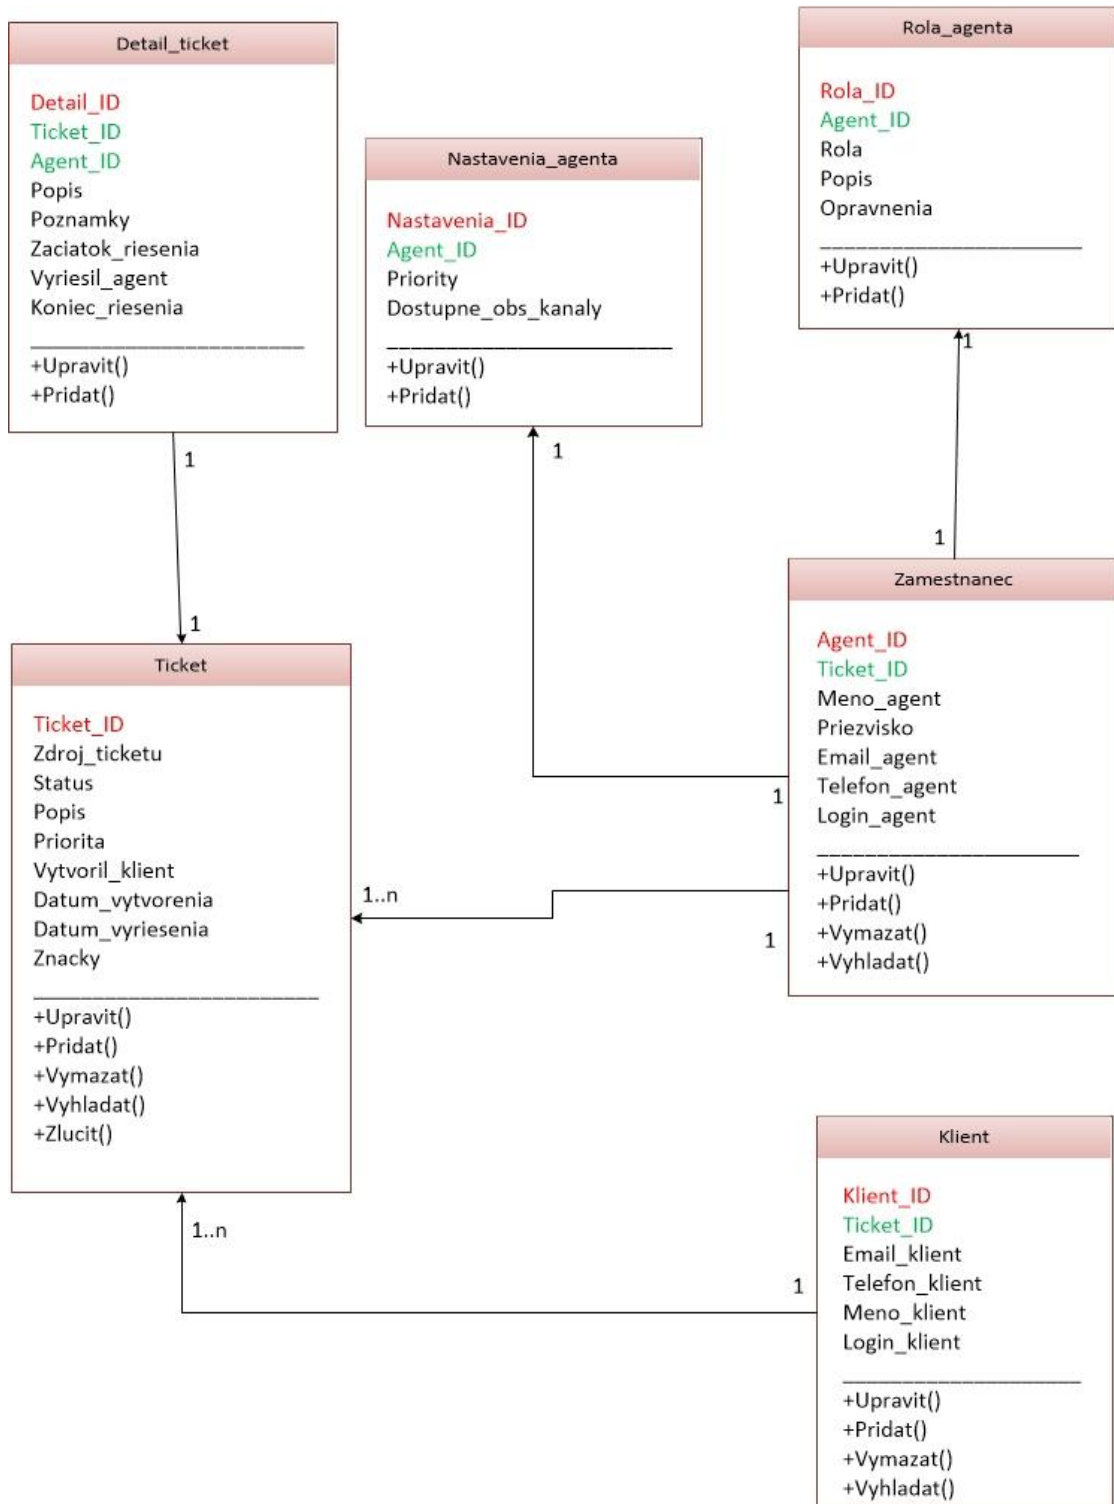 Detail_ticket
Detail_ID
Ticket_ID
Agent_ID
Popis
Poznamky
Zaciatok_riesenia
Vyriesil_agent
Koniec_riesenia
+Upravit()
+Pridat()
Nastavenia_agenta
Nastavenia_ID
Agent_ID
Priority
Dostupne_obs_kanaly
+Upravit()
+Pridat()
Rola_agenta
Rola_ID
Agent_ID
Rola
Popis
Opravnenia
+Upravit()
+Pridat()
1
1
1
1
1
1
Ticket
Ticket_ID
Zdroj_ticketu
Status
Popis
Priorita
Vytvoril_klient
Datum_vytvorenia
Datum_vyriesenia
Znacky
+Upravit()
+Pridat()
+Vymazat()
+Vyhladat()
+Zlucit()
1..n
1
Zamestnanec
Agent_ID
Ticket_ID
Meno_agent
Priezvisko
Email_agent
Telefon_agent
Login_agent
+Upravit()
+Pridat()
+Vymazat()
+Vyhladat()
1..n
1
Klient
Klient_ID
Ticket_ID
Email_klient
Telefon_klient
Meno_klient
Login_klient
+Upravit()
+Pridat()
+Vymazat()
+Vyhladat()